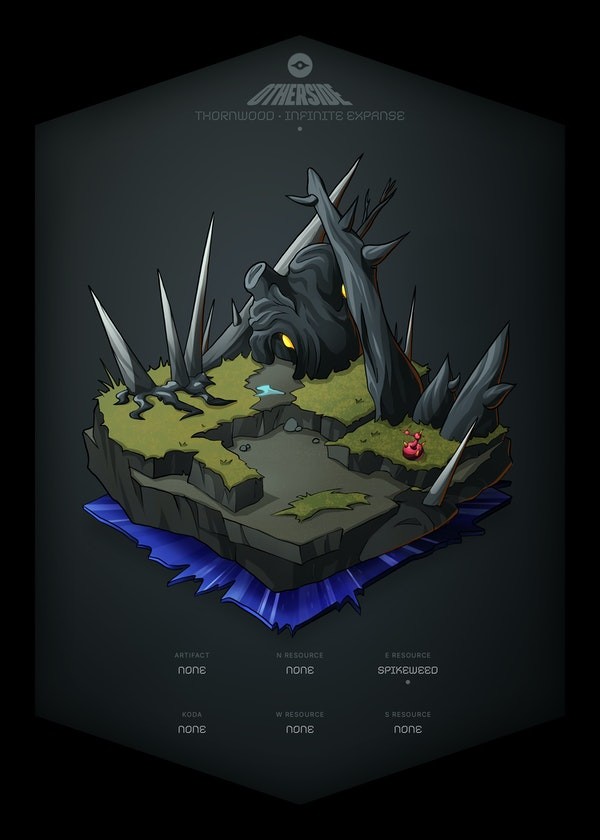 OTHERSIDE
THORNWOOD · INFINITE EXPANSE
ARTIFACT N RESOURCE E RESOURCE
NONE NONE SPIKEWEED
KODA W RESOURCE S RESOURCE
NONE NONE NONE